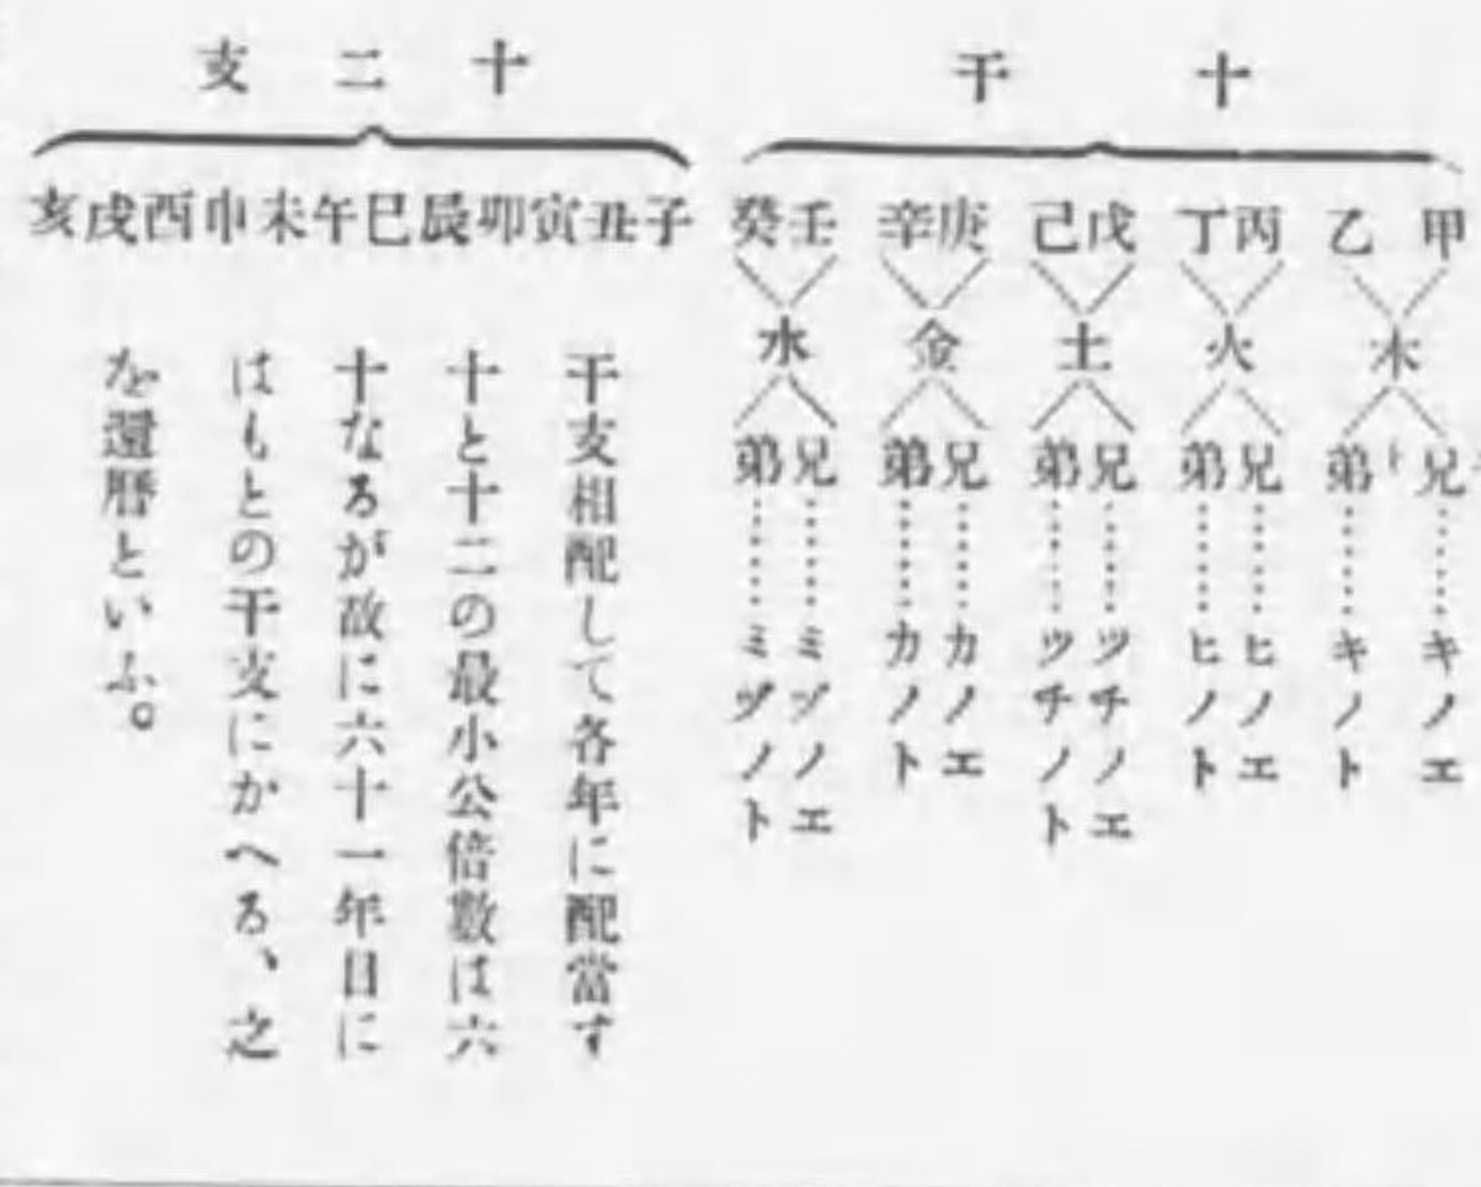 十干
甲 乙 丙 丁 戊 己 庚 辛 壬 癸
木 火 土 金 水
兄 ト 弟 兄 弟 兄 弟 兄 弟 兄 弟
キノエ
キノト
ヒノエ
ヒノト
ツチノエ
ツチノト
カノエ
カノト
ミヅノエ
ミヅノト
十二支
子丑寅卯辰巳午未申酉戌亥
干支相配して各年に配當す
十と十二の最小公倍數は六
十なるが故に六十一年目に
はもとの干支にかへる、之
を還曆といふ。